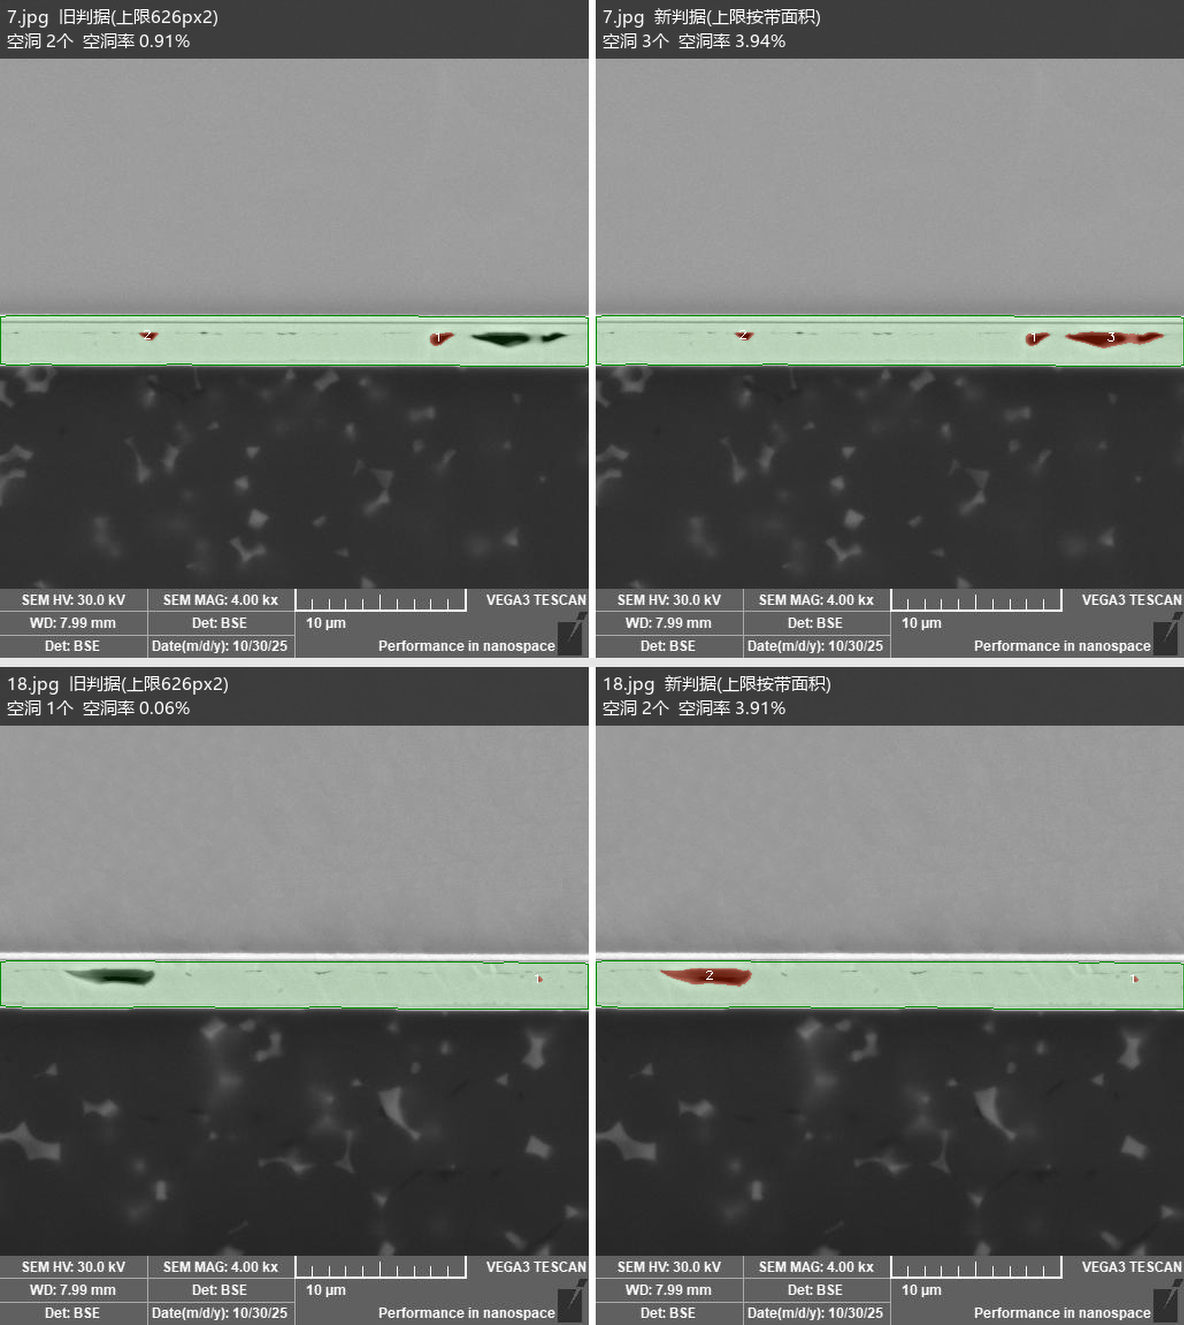 7.jpg 旧判据(上限626px2)
空洞 2个 空洞率 0.91%
2
1
SEM HV: 30.0 kV
SEM MAG: 4.00 kx
VEGA3 TESCAN
WD: 7.99 mm
Det: BSE
10 µm
Det: BSE
Date(m/d/y): 10/30/25
Performance in nanospace
7.jpg 新判据(上限按带面积)
空洞 3个 空洞率 3.94%
2
1
3
SEM HV: 30.0 kV
SEM MAG: 4.00 kx
VEGA3 TESCAN
WD: 7.99 mm
Det: BSE
10 µm
Det: BSE
Date(m/d/y): 10/30/25
Performance in nanospace
18.jpg 旧判据(上限626px2)
空洞 1个 空洞率 0.06%
1
SEM HV: 30.0 kV
SEM MAG: 4.00 kx
VEGA3 TESCAN
WD: 7.99 mm
Det: BSE
10 µm
Det: BSE
Date(m/d/y): 10/30/25
Performance in nanospace
18.jpg 新判据(上限按带面积)
空洞 2个 空洞率 3.91%
2
1
SEM HV: 30.0 kV
SEM MAG: 4.00 kx
VEGA3 TESCAN
WD: 7.99 mm
Det: BSE
10 µm
Det: BSE
Date(m/d/y): 10/30/25
Performance in nanospace